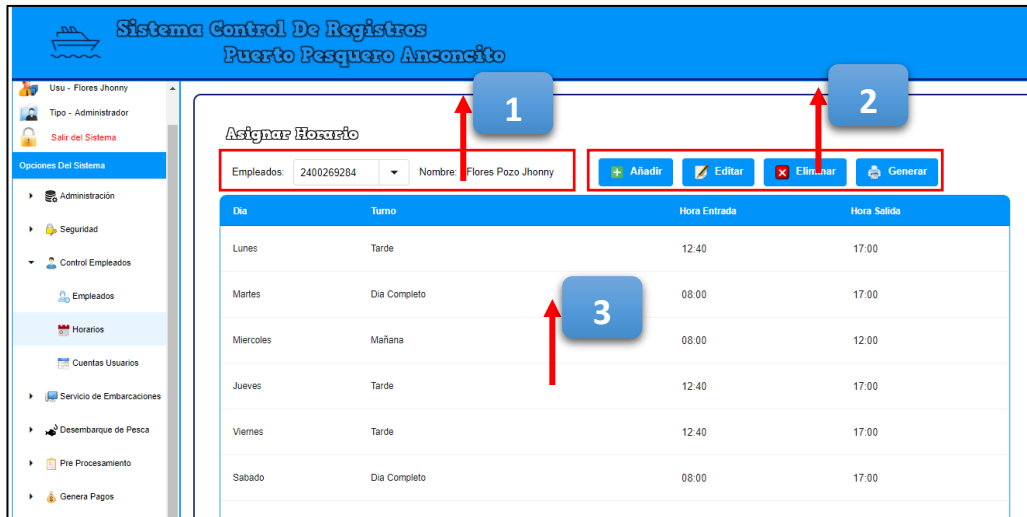 Sistema Control De Registros
Puerto Pesquero Anconcito
Usu - Flores Jhonny
Tipo - Administrador
Salir del Sistema
Opciones Del Sistema
Administración
Seguridad
Control Empleados
Empleados
Horarios
Cuentas Usuarios
Servicio de Embarcaciones
Desembarque de Pesca
Pre Procesamiento
Genera Pagos
1
2
Asignar Horario
Empleados: 2400269284 Nombre: Flores Pozo Jhonny Añadir Editar Eliminar Generar
Dia Turno Hora Entrada Hora Salida
Lunes Tarde 12:40 17:00
Martes Dia Completo 08:00 17:00
3
Miercoles Mañana 08:00 12:00
Jueves Tarde 12:40 17:00
Viernes Tarde 12:40 17:00
Sabado Dia Completo 08:00 17:00